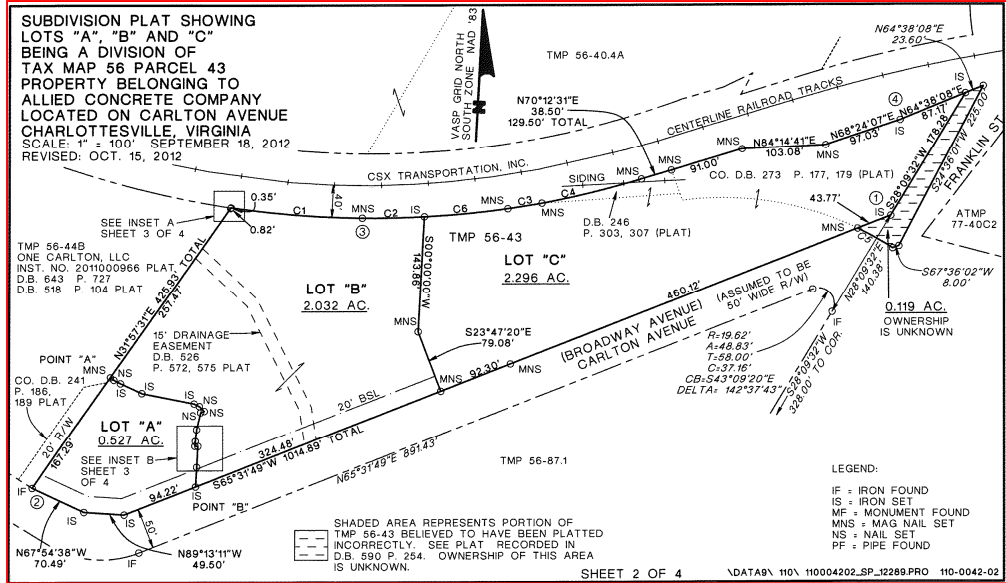 SUBDIVISION PLAT SHOWING
LOTS "A", "B" AND "C"
BEING A DIVISION OF
TAX MAP 56 PARCEL 43
PROPERTY BELONGING TO
ALLIED CONCRETE COMPANY
LOCATED ON CARLTON AVENUE
CHARLOTTESVILLE, VIRGINIA
SCALE: 1" = 100' SEPTEMBER 18, 2012
REVISED: OCT. 15, 2012
VASP GRID NORTH
SOUTH ZONE NAD '83
N
TMP 56-40.4A
N64°38'08"E
23.60'
CENTERLINE RAILROAD TRACKS
N70°12'31"E
38.50'
129.50' TOTAL
CSX TRANSPORTATION, INC.
SIDING
91.00'
MNS
MNS
N84°14'41"E
103.08'
MNS
N68°24'07"E
97.03'
IS
4
N64°38'08"E
87.17'
IS
CO. D.B. 273 P. 177, 179 (PLAT)
S28°09'32"W 118.38'
S24°36'01"W 225.00'
FRANKLIN ST.
ATMP
77-40C2
0.35'
0.82'
40'
C1
MNS
3
C2
IS
C6
MNS
C3
C4
SEE INSET A
SHEET 3 OF 4
D.B. 246
P. 303, 307 (PLAT)
43.77'
1
IS
MNS
C5
S67°36'02"W
8.00'
TMP 56-44B
ONE CARLTON, LLC
INST. NO. 2011000966 PLAT
D.B. 643 P. 727
D.B. 518 P. 104 PLAT
N31°57'31"E 425.93' TOTAL
257.47'
TMP 56-43
LOT "C"
2.296 AC.
LOT "B"
2.032 AC.
S00°00'00"W
143.86'
MNS
S23°47'20"E
79.08'
460.12'
(BROADWAY AVENUE)
CARLTON AVENUE
(ASSUMED TO BE
50' WIDE R/W)
N28°09'32"E
140.38'
0.119 AC.
OWNERSHIP
IS UNKNOWN
IF
R=19.62'
A=48.83'
T=58.00'
C=37.16'
CB=S43°09'20"E
DELTA= 142°37'43"
S28°09'32"W
328.00' TO COR.
15' DRAINAGE
EASEMENT
D.B. 526
P. 572, 575 PLAT
POINT "A"
MNS
NS
IS
IS
NS
NS
CO. D.B. 241
P. 186,
189 PLAT
20' R/W
167.29'
LOT "A"
0.527 AC.
SEE INSET B
SHEET 3
OF 4
20' BSL
MNS
92.30'
MNS
324.48'
S65°31'49"W 1014.89' TOTAL
N65°31'49"E 891.43'
TMP 56-87.1
IF
2
94.22'
IS
POINT "B"
IS
IS
50'
N67°54'38"W
70.49'
N89°13'11"W
49.50'
IF
SHADED AREA REPRESENTS PORTION OF
TMP 56-43 BELIEVED TO HAVE BEEN PLATTED
INCORRECTLY. SEE PLAT RECORDED IN
DB. 590 P. 254. OWNERSHIP OF THIS AREA
IS UNKNOWN.
LEGEND:
IF = IRON FOUND
IS = IRON SET
MF = MONUMENT FOUND
MNS = MAG NAIL SET
NS = NAIL SET
PF = PIPE FOUND
SHEET 2 OF 4
\DATA9\ 110\ 110004202_SP_12289.PRO 110-0042-02